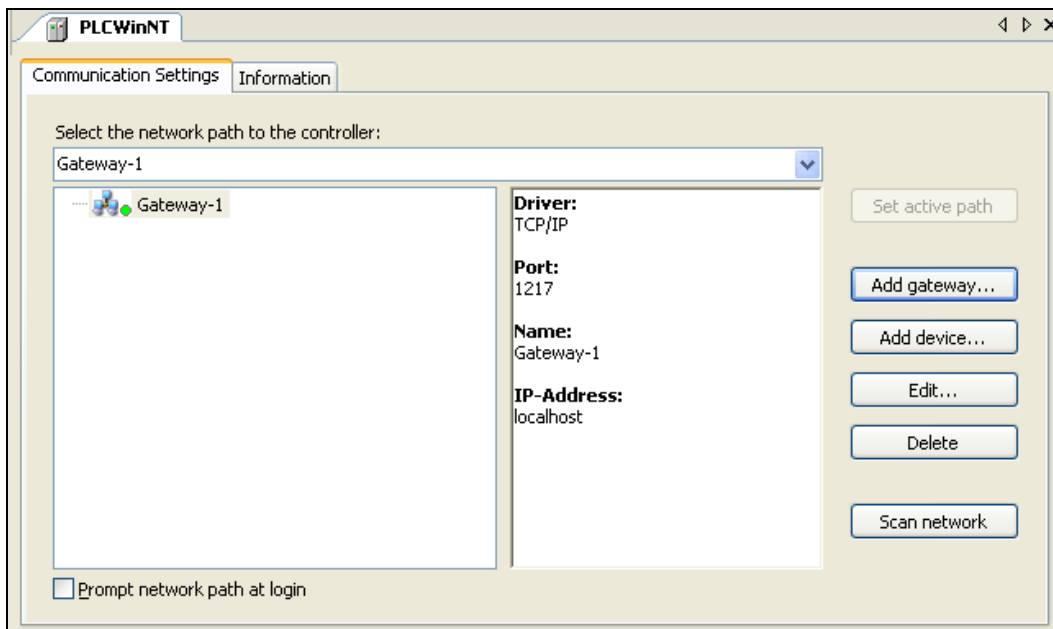 PLCWinNT
Communication Settings
Information
Select the network path to the controller:
Gateway-1
Gateway-1
Driver:
TCP/IP
Port:
1217
Name:
Gateway-1
IP-Address:
localhost
Set active path
Add gateway...
Add device...
Edit...
Delete
Scan network
Prompt network path at login